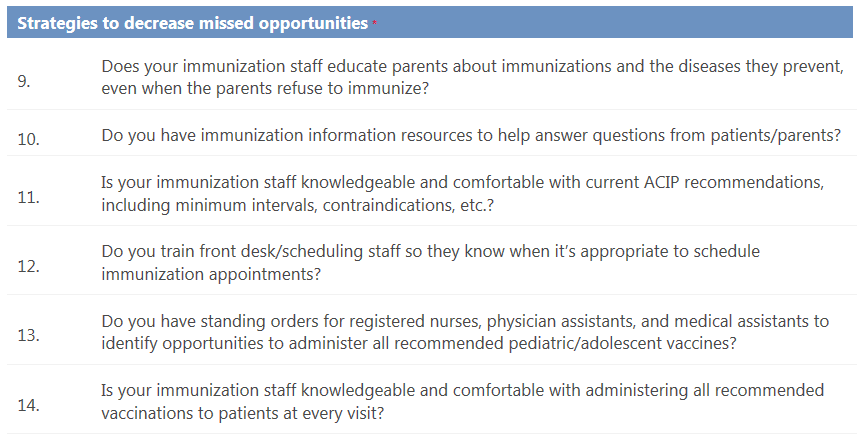 Strategies to decrease missed opportunities *
9. Does your immunization staff educate parents about immunizations and the diseases they prevent,
even when the parents refuse to immunize?
10. Do you have immunization information resources to help answer questions from patients/parents?
11. Is your immunization staff knowledgeable and comfortable with current ACIP recommendations,
including minimum intervals, contraindications, etc.?
12. Do you train front desk/scheduling staff so they know when it’s appropriate to schedule
immunization appointments?
13. Do you have standing orders for registered nurses, physician assistants, and medical assistants to
identify opportunities to administer all recommended pediatric/adolescent vaccines?
14. Is your immunization staff knowledgeable and comfortable with administering all recommended
vaccinations to patients at every visit?